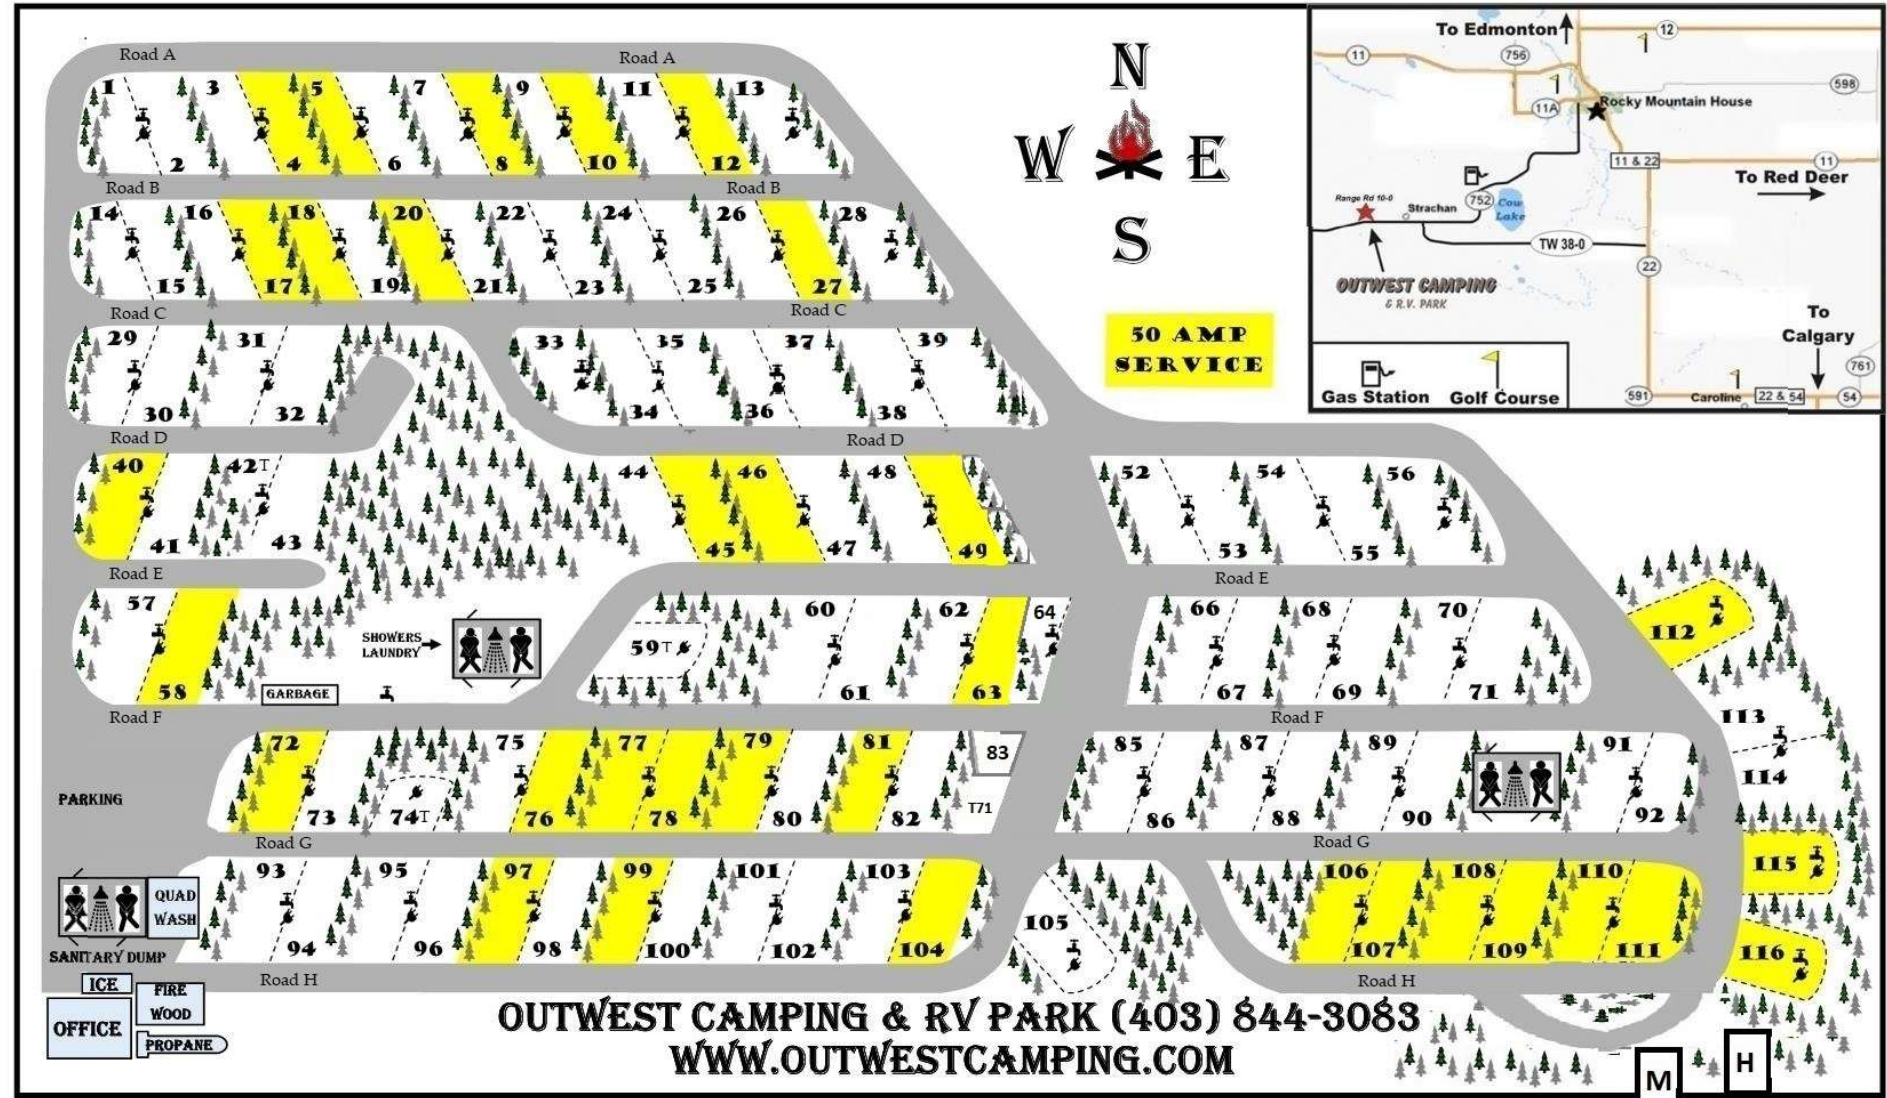 Road A
Road A
1 3 5 7 9 11 13
2 4 6 8 10 12
Road B
Road B
14 16 18 20 22 24 26 28
15 17 19 21 23 25 27
Road C
Road C
29 31 33 35 37 39
30 32 34 36 38
Road D
Road D
40 42T 44 46 48 52 54 56
41 43 45 47 49 53 55
Road E
Road E
57 60 62 64 66 68 70
59T
58 61 63 67 69 71
SHOWERS
LAUNDRY
GARBAGE
Road F
Road F
72 75 77 79 81 83 85 87 89 91
73 74T 76 78 80 82 T71 86 88 90 92
PARKING
Road G
Road G
93 95 97 99 101 103 106 108 110
105
94 96 98 100 102 104 107 109 111
112
113
114
115
116
QUAD
WASH
SANITARY DUMP
Road H
Road H
ICE
FIRE
WOOD
OFFICE
PROPANE
M
H
OUTWEST CAMPING & RV PARK (403) 844-3083
WWW.OUTWESTCAMPING.COM
N
W E
S
50 AMP
SERVICE
To Edmonton
12
11
756
598
11A
Rocky Mountain House
11 & 22
11
To Red Deer
Range Rd 10-0
Strachan
752
Cow
Lake
TW 38-0
22
OUTWEST CAMPING
& R.V. PARK
To
Calgary
761
591
Caroline
22 & 54
54
Gas Station
Golf Course